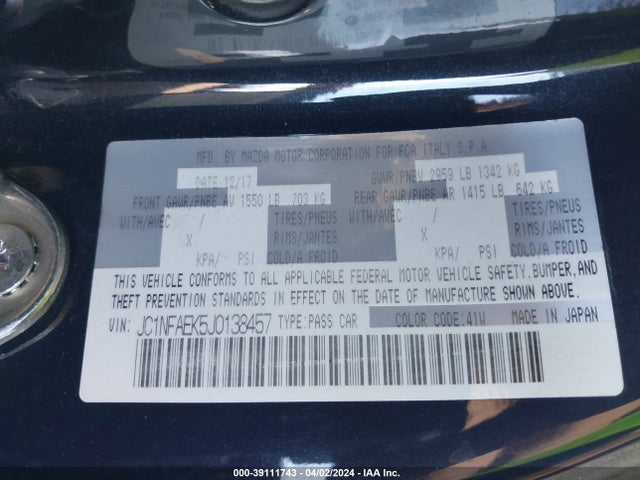 MFD. BY MAZDA MOTOR CORPORATION FOR FCA ITALY S.P.A
DATE: 12/17 GVWR/PNBV 2959 LB 1342 KG
FRONT GAWR/PNBE AV 1550 LB 703 KG REAR GAWR/PNBE AR 1415 LB 642 KG
WITH/AVEC / TIRES/PNEUS WITH/AVEC / TIRES/PNEUS
X RIMS/JANTES X RIMS/JANTES
KPA/ PSI COLD/A FROID KPA/ PSI COLD/A FROID
THIS VEHICLE CONFORMS TO ALL APPLICABLE FEDERAL MOTOR VEHICLE SAFETY, BUMPER, AND
THEFT PREVENTION STANDARDS IN EFFECT ON THE DATE OF MANUFACTURE SHOWN ABOVE.
VIN: JC1NFAEK5J0138457 TYPE: PASS CAR COLOR CODE: 41W MADE IN JAPAN
000-39111743 - 04/02/2024 - IAA Inc.